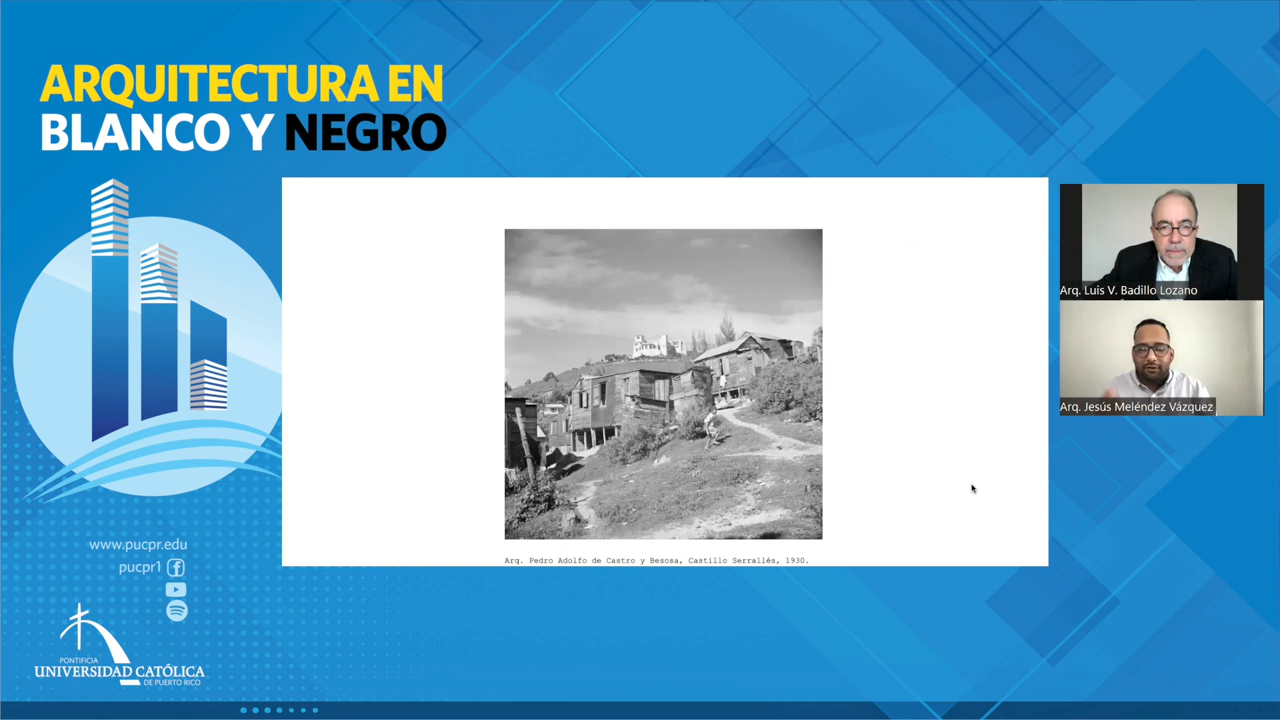 ARQUITECTURA EN
BLANCO Y NEGRO
Arq. Luis V. Badillo Lozano
Arq. Jesús Meléndez Vázquez
Arq. Pedro Adolfo de Castro y Besosa, Castillo Serrallés, 1930.
www.pucpr.edu
pucpr1
PONTIFICIA
UNIVERSIDAD CATÓLICA
DE PUERTO RICO